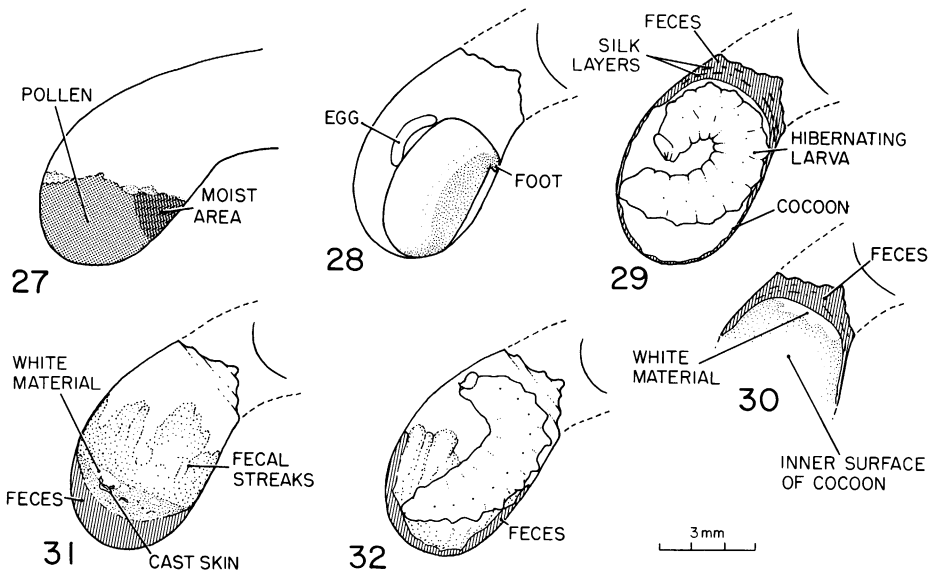 POLLEN
MOIST
AREA
27
EGG
FOOT
28
FECES
SILK
LAYERS
HIBERNATING
LARVA
COCOON
29
FECES
WHITE
MATERIAL
30
INNER SURFACE
OF COCOON
WHITE
MATERIAL
FECAL
STREAKS
FECES
31
CAST SKIN
FECES
32
3mm